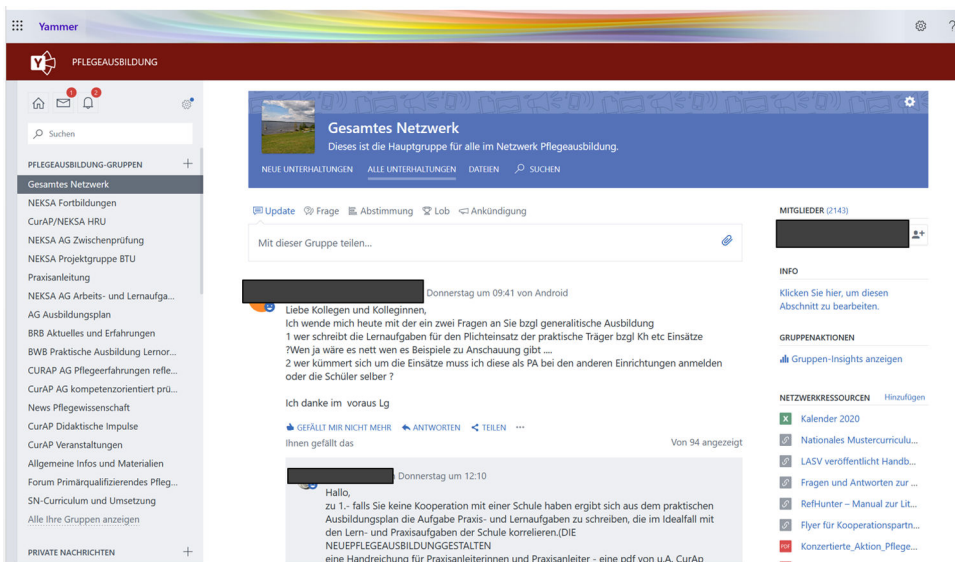 Yammer
?
PFLEGEAUSBILDUNG
1
2
Suchen
PFLEGEAUSBILDUNG-GRUPPEN
Gesamtes Netzwerk
NEKSA Fortbildungen
CurAP/NEKSA HRU
NEKSA AG Zwischenprüfung
NEKSA Projektgruppe BTU
Praxisanleitung
NEKSA AG Arbeits- und Lernaufga...
AG Ausbildungsplan
BRB Aktuelles und Erfahrungen
BWB Praktische Ausbildung Lernor...
CURAP AG Pflegeerfahrungen refle...
CurAP AG kompetenzorientiert prü...
News Pflegewissenschaft
CurAP Didaktische Impulse
CurAP Veranstaltungen
Allgemeine Infos und Materialien
Forum Primärqualifizierendes Pfleg...
SN-Curriculum und Umsetzung
Alle Ihre Gruppen anzeigen
PRIVATE NACHRICHTEN
Gesamtes Netzwerk
Dieses ist die Hauptgruppe für alle im Netzwerk Pflegeausbildung.
NEUE UNTERHALTUNGEN ALLE UNTERHALTUNGEN DATEIEN SUCHEN
Update Frage Abstimmung Lob Ankündigung
Mit dieser Gruppe teilen...
Donnerstag um 09:41 von Android
Liebe Kollegen und Kolleginnen,
Ich wende mich heute mit der ein zwei Fragen an Sie bzgl generalitische Ausbildung
1 wer schreibt die Lernaufgaben für den Plichteinsatz der praktische Träger bzgl Kh etc Einsätze
?Wen ja wäre es nett wen es Beispiele zu Anschauung gibt ....
2 wer kümmert sich um die Einsätze muss ich diese als PA bei den anderen Einrichtungen anmelden
oder die Schüler selber ?
Ich danke im voraus Lg
GEFÄLLT MIR NICHT MEHR ANTWORTEN TEILEN ...
Ihnen gefällt das
Von 94 angezeigt
Donnerstag um 12:10
Hallo,
zu 1.- falls Sie keine Kooperation mit einer Schule haben ergibt sich aus dem praktischen
Ausbildungsplan die Aufgabe Praxis- und Lernaufgaben zu schreiben, die im Idealfall mit
den Lern- und Praxisaufgaben der Schule korrelieren.(DIE
NEUEPFLEGEAUSBILDUNGGESTALTEN
eine Handreichung für Praxisanleiterinnen und Praxisanleiter - eine pdf von u.A. CurAp
MITGLIEDER (2143)
INFO
Klicken Sie hier, um diesen
Abschnitt zu bearbeiten.
GRUPPENAKTIONEN
Gruppen-Insights anzeigen
NETZWERKRESSOURCEN Hinzufügen
Kalender 2020
Nationales Mustercurriculu...
LASV veröffentlicht Handb...
Fragen und Antworten zur ...
RefHunter – Manual zur Lit...
Flyer für Kooperationspartn...
Konzertierte_Aktion_Pflege...